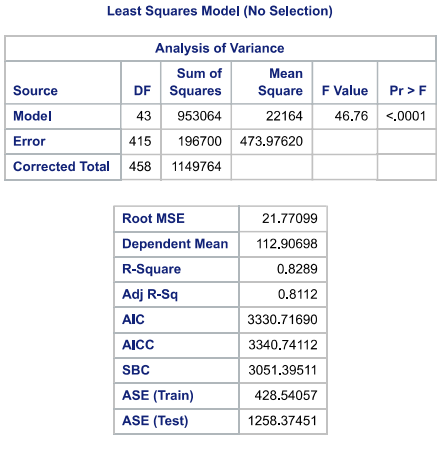 Least Squares Model (No Selection)
Analysis of Variance
Source DF Sum of Squares Mean Square F Value Pr > F
Model 43 953064 22164 46.76 <.0001
Error 415 196700 473.97620
Corrected Total 458 1149764
Root MSE 21.77099
Dependent Mean 112.90698
R-Square 0.8289
Adj R-Sq 0.8112
AIC 3330.71690
AICC 3340.74112
SBC 3051.39511
ASE (Train) 428.54057
ASE (Test) 1258.37451